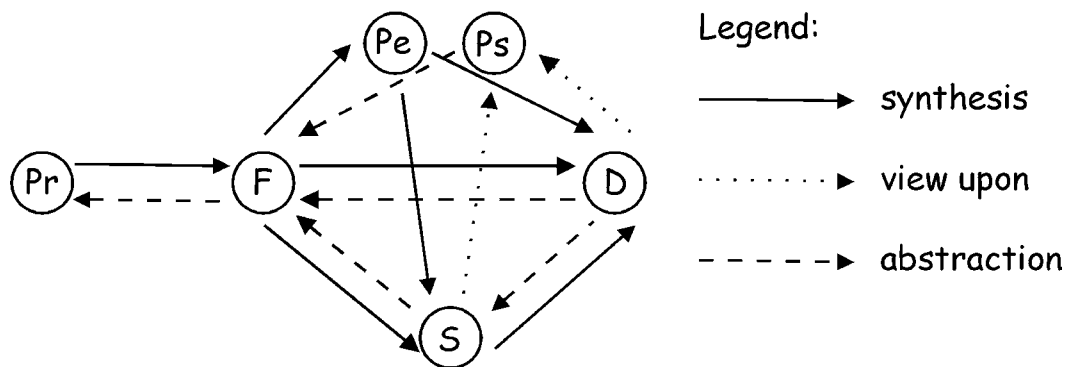 Pe
Ps
Pr
F
D
S
Legend:
synthesis
view upon
abstraction